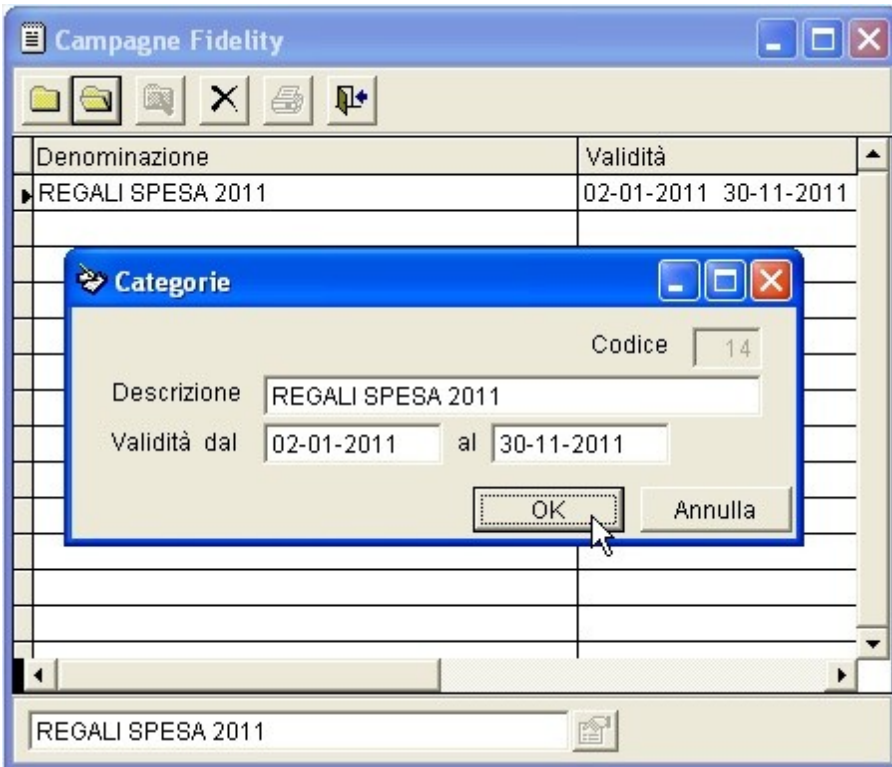 Campagne Fidelity
Denominazione Validità
REGALI SPESA 2011 02-01-2011 30-11-2011
Categorie
Codice 14
Descrizione REGALI SPESA 2011
Validità dal 02-01-2011 al 30-11-2011
OK Annulla
REGALI SPESA 2011